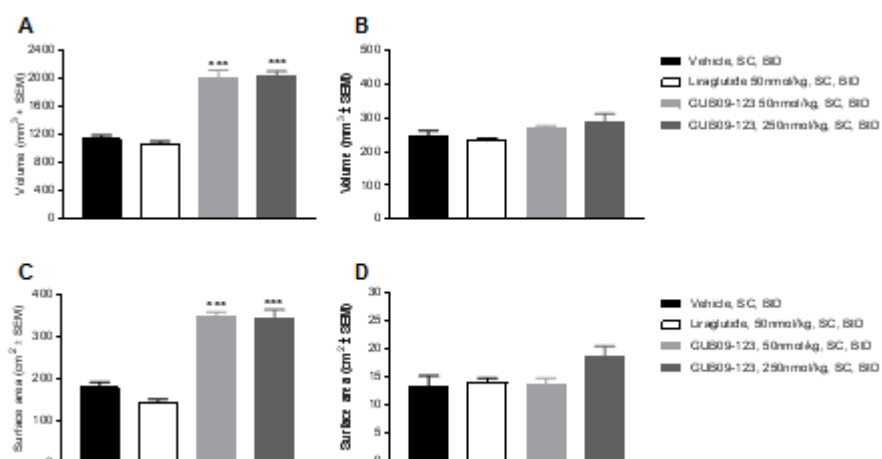 A
Volume (mm³ + SEM)
2400
2000
1600
1200
800
400
0
***
***
B
Volume (mm³ ± SEM)
500
400
300
200
100
0
Vehicle, SC, BID
Liraglutide 50nmol/kg, SC, BID
GUB09-123 50nmol/kg, SC, BID
GUB09-123, 250nmol/kg, SC, BID
C
Surface area (cm² ± SEM)
400
300
200
100
***
***
D
Surface area (cm² ± SEM)
30
25
20
15
10
5
0
Vehicle, SC, BID
Liraglutide, 50nmol/kg, SC, BID
GUB09-123, 50nmol/kg, SC, BID
GUB09-123, 250nmol/kg, SC, BID